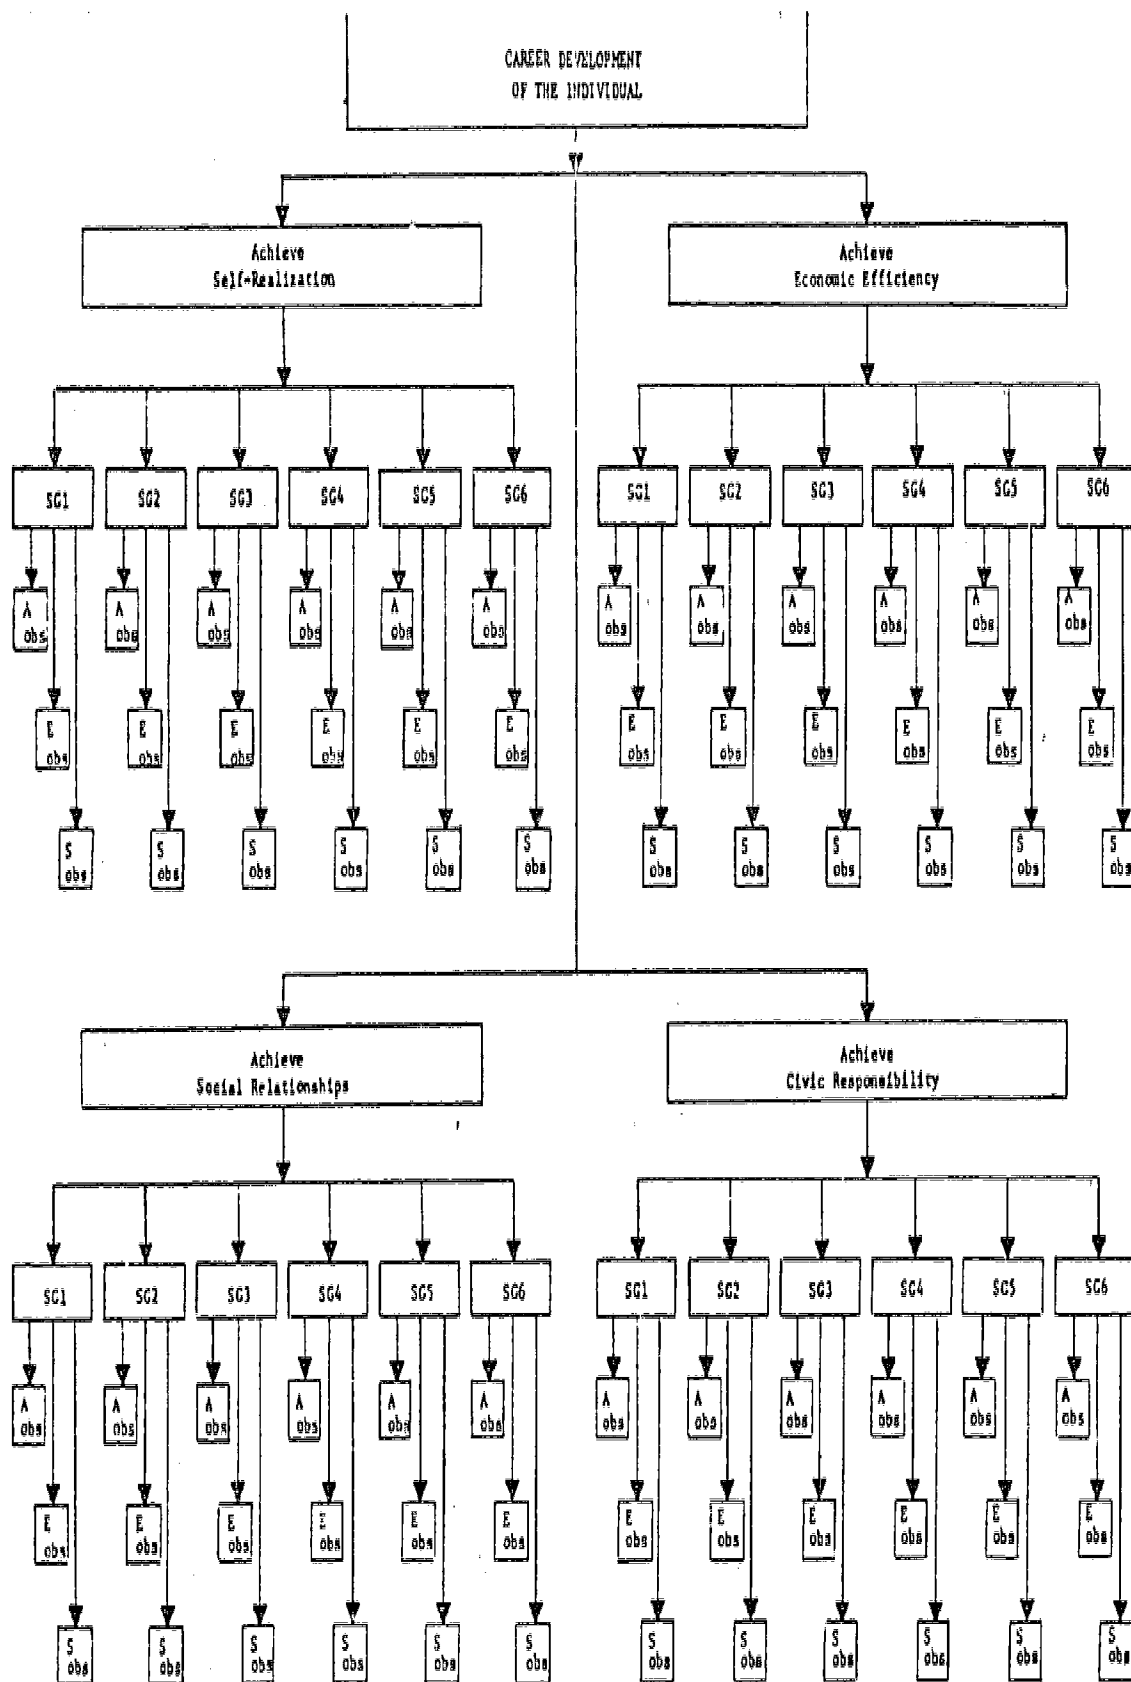 CAREER DEVELOPMENT
OF THE INDIVIDUAL
Achieve
Self-Realization
Achieve
Economic Efficiency
SG1 SG2 SG3 SG4 SG5 SG6 SG1 SG2 SG3 SG4 SG5 SG6
A A A A A A A A A A A A
obs obs obs obs obs obs obs obs obs obs obs obs
E E E E E E E E E E E E
obs obs obs obs obs obs obs obs obs obs obs obs
S S S S S S S S S S S S
obs obs obs obs obs obs obs obs obs obs obs obs
Achieve
Social Relationships
Achieve
Civic Responsibility
SG1 SG2 SG3 SG4 SG5 SG6 SG1 SG2 SG3 SG4 SG5 SG6
A A A A A A A A A A A A
obs obs obs obs obs obs obs obs obs obs obs obs
E E E E E E E E E E E E
obs obs obs obs obs obs obs obs obs obs obs obs
S S S S S S S S S S S S
obs obs obs obs obs obs obs obs obs obs obs obs